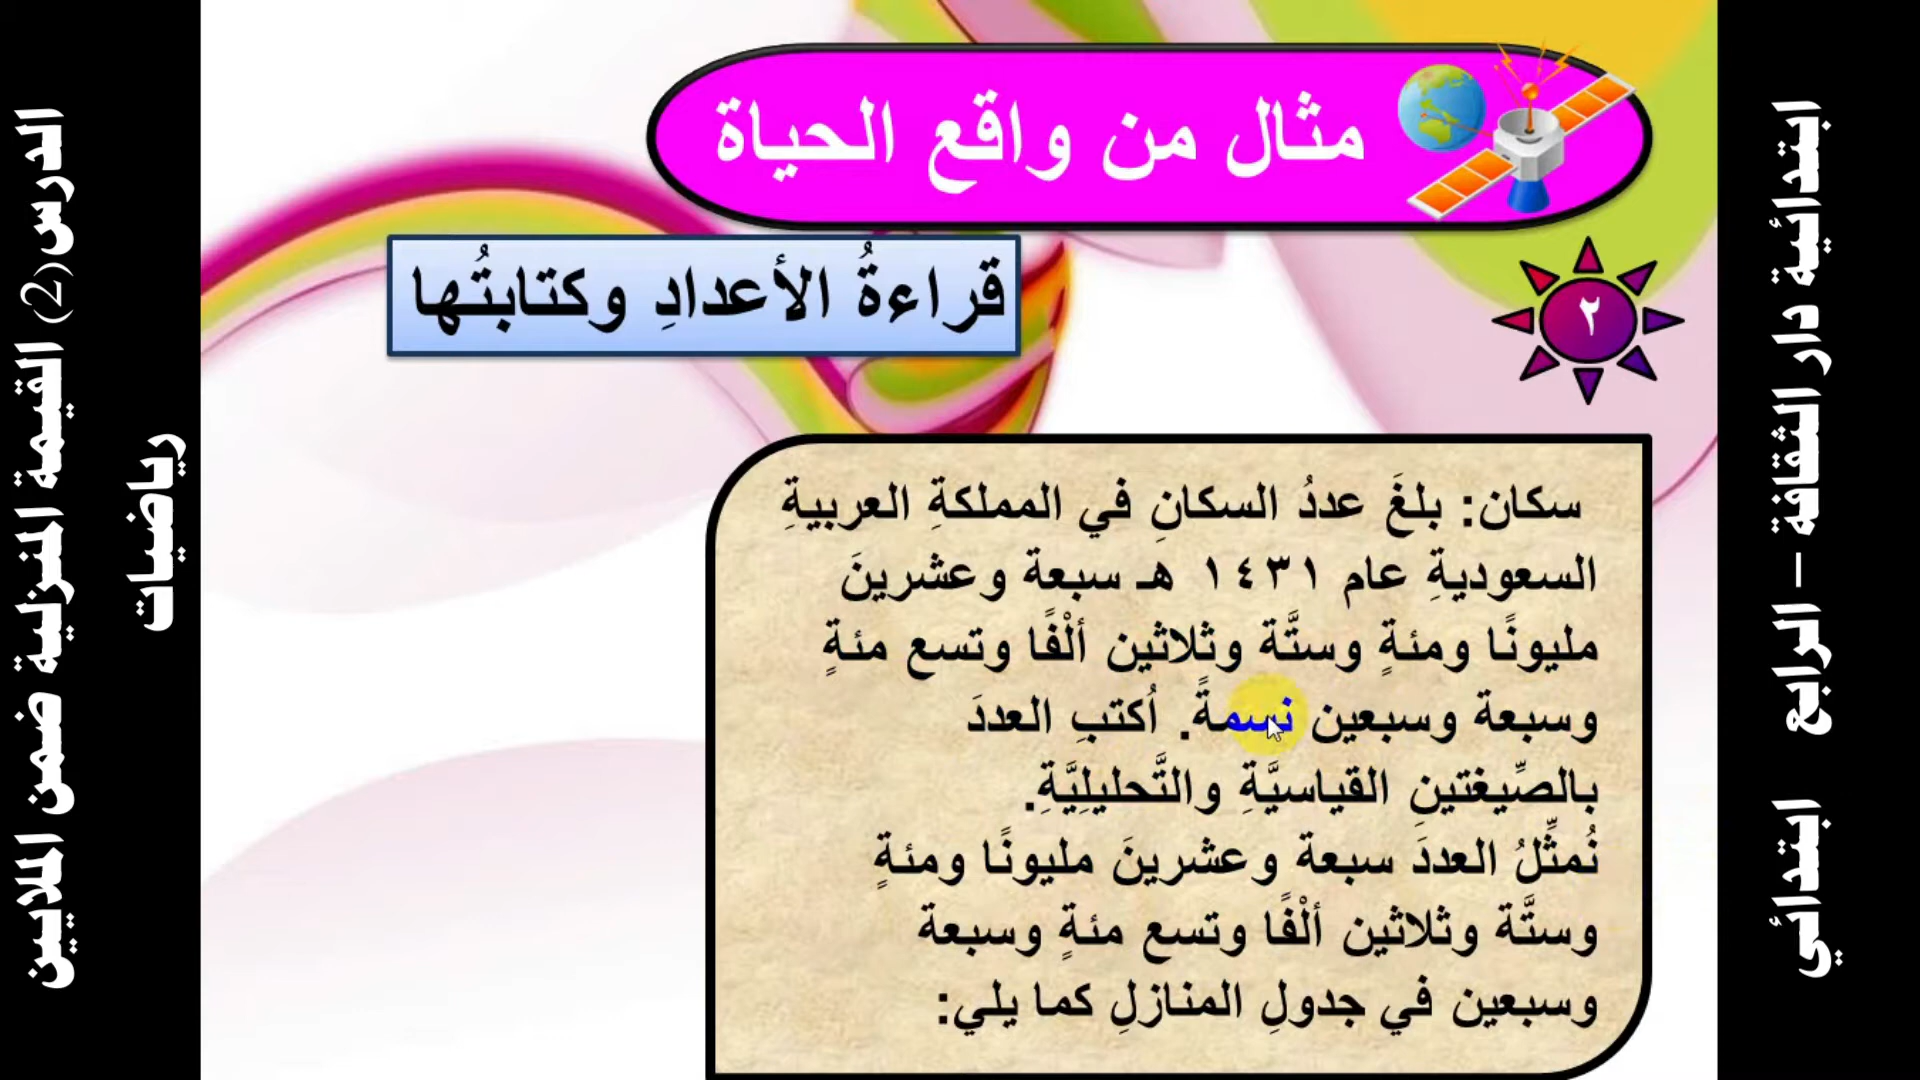 مثال من واقع الحياة
قراءةُ الأعدادِ وكتابتُها
٢
سكان: بلغَ عددُ السكانِ في المملكةِ العربيةِ
السعوديةِ عام ١٤٣١ هـ سبعة وعشرينَ
مليونًا ومئةٍ وستَّة وثلاثين ألْفًا وتسع مئةٍ
وسبعة وسبعين نسمةً. اُكتبِ العددَ
بالصِّيغتينِ القياسيَّةِ والتَّحليلِيَّةِ.
نُمثِّلُ العددَ سبعة وعشرينَ مليونًا ومئةٍ
وستَّة وثلاثين ألْفًا وتسع مئةٍ وسبعة
وسبعين في جدولِ المنازلِ كما يلي:
ابتدائية دار الثقافة – الرابع ابتدائي
الدرس(2) القيمة المنزلية ضمن الملايين
رياضيات